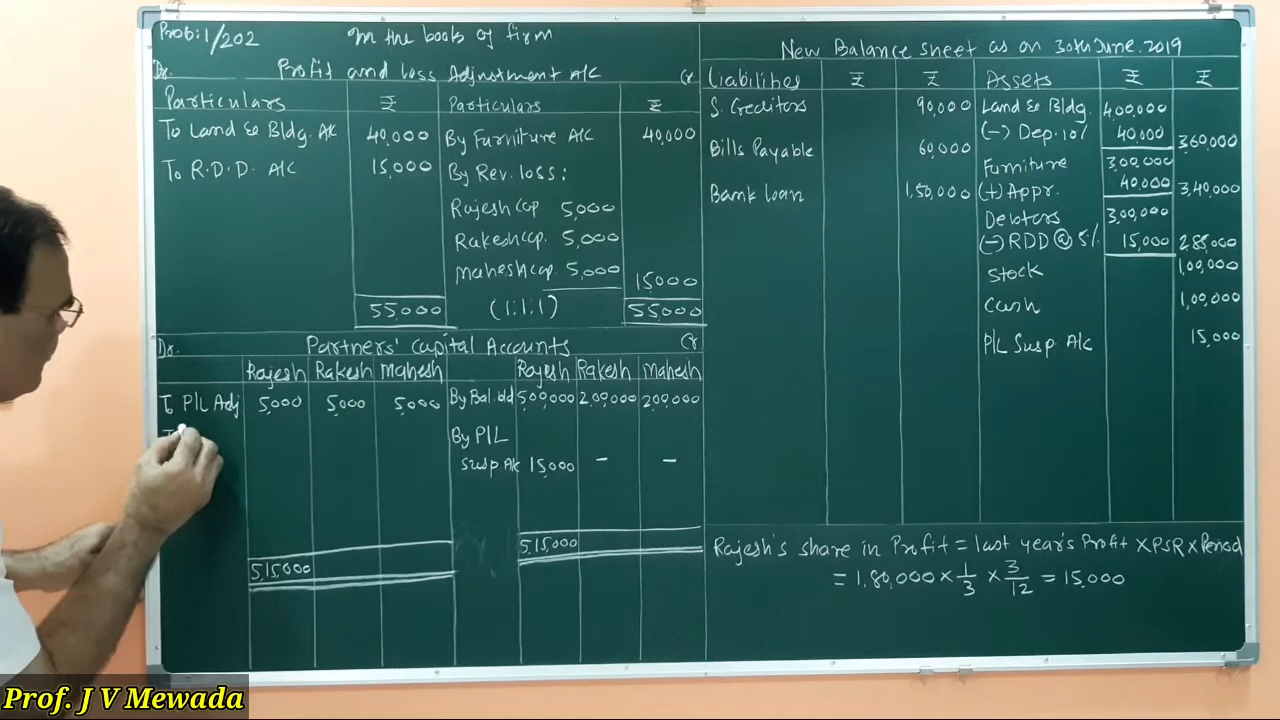 Prob:1/202 In the books of firm
Dr. Profit and loss Adjustment A/c Cr
Particulars ₹ Particulars ₹
To Land & Bldg. A/c 40,000 By Furniture A/c 40,000
To R.D.D. A/c 15,000 By Rev. loss:
Rajesh cap 5,000
Rakesh cap. 5,000
Mahesh cap. 5,000 15,000
55,000 (1:1:1) 55,000
Dr. Partners' Capital Accounts Cr
Rajesh Rakesh Mahesh Rajesh Rakesh Mahesh
To P/L Adj 5,000 5,000 5,000 By Bal. b/d 5,00,000 2,00,000 2,00,000
By P/L
Susp A/c 15,000 - -
5,15,000
5,15,000
New Balance sheet as on 30th June. 2019
Liabilities ₹ ₹ Assets ₹ ₹
S. Creditors 90,000 Land & Bldg. 400,000
(-) Dep. 10% 40,000 3,60,000
Bills Payable 60,000
Furniture 3,00,000
Bank loan 1,50,000 (+) Appr. 40,000 3,40,000
Debtors 3,00,000
(-) RDD @ 5% 15,000 2,85,000
Stock 1,00,000
Cash 1,00,000
P/L Susp. A/c 15,000
Rajesh's share in Profit = last year's Profit × PSR × Period
= 1,80,000 × 1/3 × 3/12 = 15,000
Prof. J V Mewada